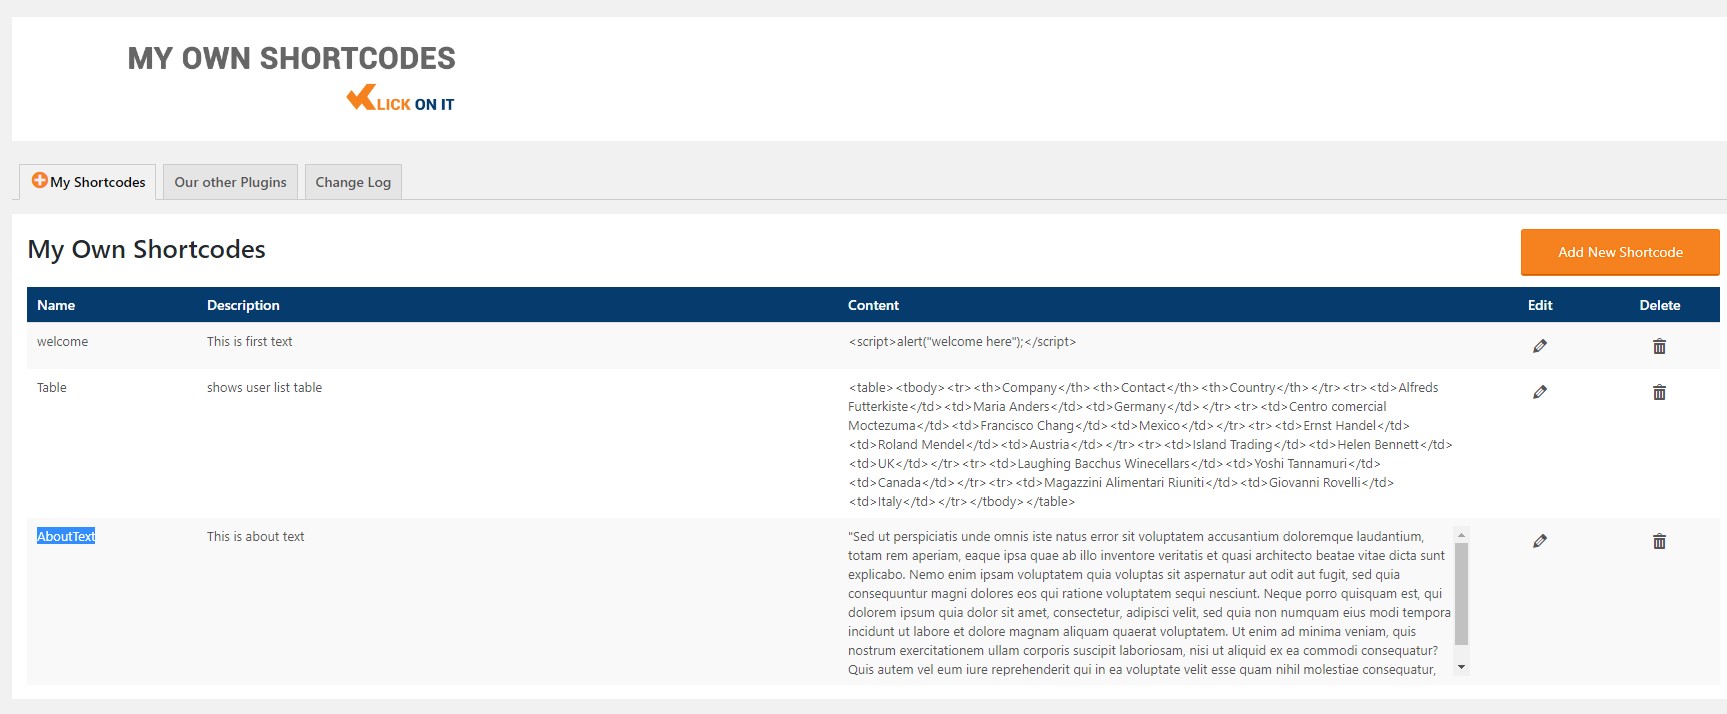 MY OWN SHORTCODES
KLICK ON IT
My Shortcodes
Our other Plugins
Change Log
My Own Shortcodes
Add New Shortcode
Name Description Content Edit Delete
welcome This is first text <script>alert("welcome here");</script>
Table shows user list table <table><tbody><tr><th>Company</th><th>Contact</th><th>Country</th></tr><tr><td>Alfreds
Futterkiste</td><td>Maria Anders</td><td>Germany</td></tr><tr><td>Centro comercial
Moctezuma</td><td>Francisco Chang</td><td>Mexico</td></tr><tr><td>Ernst Handel</td>
<td>Roland Mendel</td><td>Austria</td></tr><tr><td>Island Trading</td><td>Helen Bennett</td>
<td>UK</td></tr><tr><td>Laughing Bacchus Winecellars</td><td>Yoshi Tannamuri</td>
<td>Canada</td></tr><tr><td>Magazzini Alimentari Riuniti</td><td>Giovanni Rovelli</td>
<td>Italy</td></tr></tbody></table>
AboutText This is about text "Sed ut perspiciatis unde omnis iste natus error sit voluptatem accusantium doloremque laudantium,
totam rem aperiam, eaque ipsa quae ab illo inventore veritatis et quasi architecto beatae vitae dicta sunt
explicabo. Nemo enim ipsam voluptatem quia voluptas sit aspernatur aut odit aut fugit, sed quia
consequuntur magni dolores eos qui ratione voluptatem sequi nesciunt. Neque porro quisquam est, qui
dolorem ipsum quia dolor sit amet, consectetur, adipisci velit, sed quia non numquam eius modi tempora
incidunt ut labore et dolore magnam aliquam quaerat voluptatem. Ut enim ad minima veniam, quis
nostrum exercitationem ullam corporis suscipit laboriosam, nisi ut aliquid ex ea commodi consequatur?
Quis autem vel eum iure reprehenderit qui in ea voluptate velit esse quam nihil molestiae consequatur,